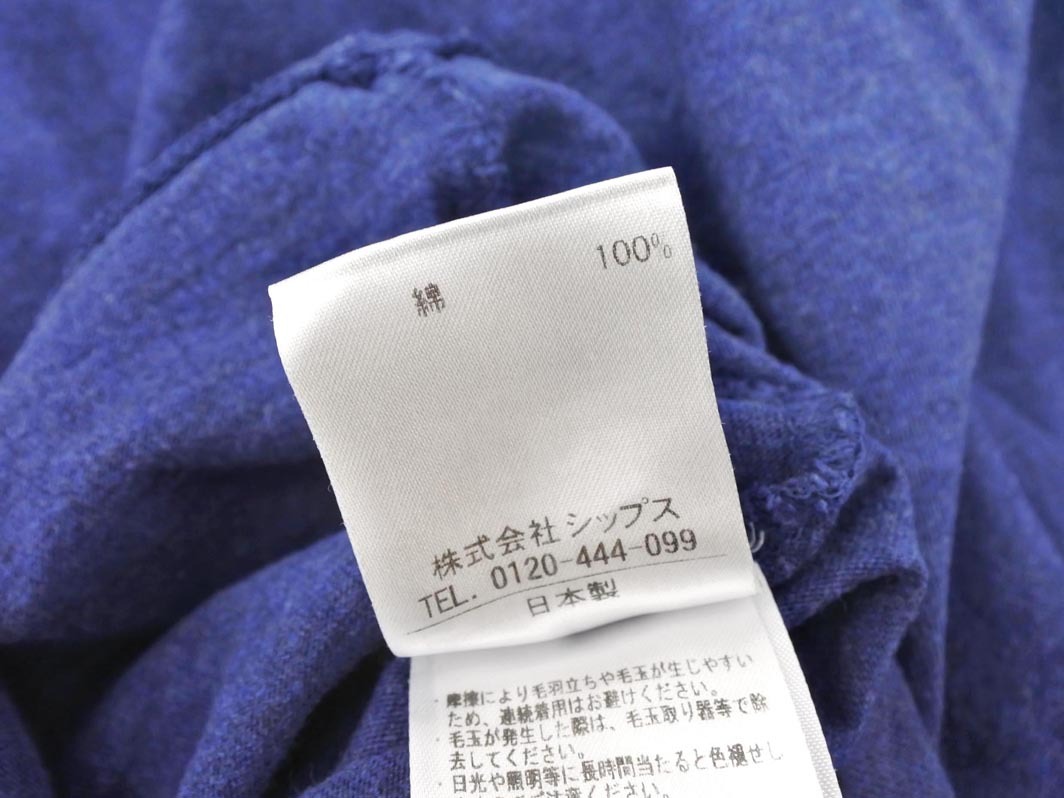 綿 100%
株式会社シップス
TEL. 0120-444-099
日本製
・摩擦により毛羽立ちや毛玉が生じやすい
ため、連続着用はお避けください。
・毛玉が発生した際は、毛玉取り器等で除
去してください。
・日光や照明等に長時間当たると色褪せし
ください。